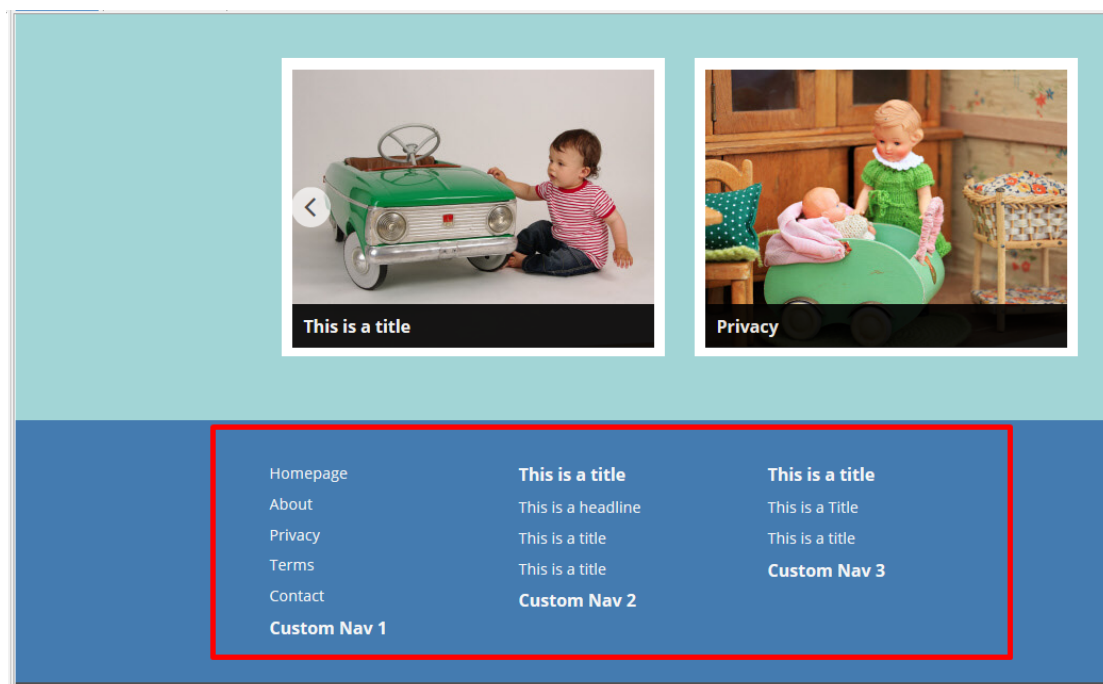 This is a title
Privacy
Homepage
About
Privacy
Terms
Contact
Custom Nav 1
This is a title
This is a headline
This is a title
This is a title
Custom Nav 2
This is a title
This is a Title
This is a title
Custom Nav 3